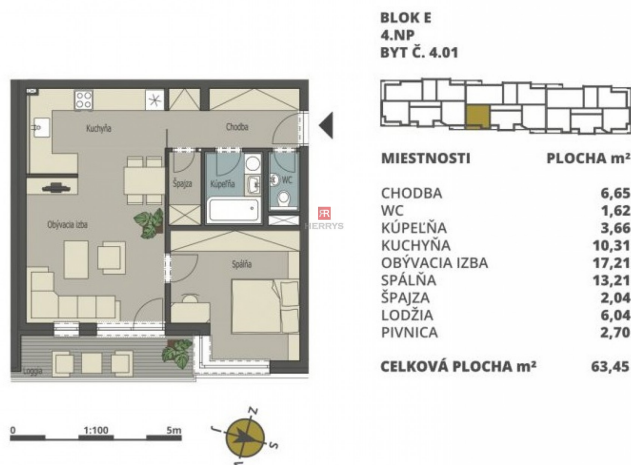 BLOK E
4.NP
BYT Č. 4.01
MIESTNOSTI PLOCHA m²
CHODBA 6,65
WC 1,62
KÚPEĽŇA 3,66
KUCHYŇA 10,31
OBÝVACIA IZBA 17,21
SPÁLŇA 13,21
ŠPAJZA 2,04
LODŽIA 6,04
PIVNICA 2,70
CELKOVÁ PLOCHA m² 63,45
Kuchyňa
Chodba
Špajza
Kúpeľňa
WC
Obývacia izba
HERRYS
Spálňa
Loggia
0 1:100 5m
Z
S
J
V